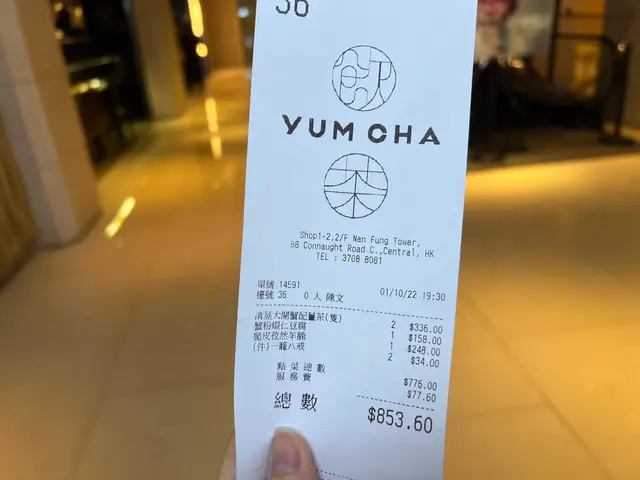 36
飲
YUM CHA
茶
Shop1-2,2/F Nan Fung Tower,
88 Connaught Road C.,Central, HK
TEL : 3708 8081
單號 14591
檯號 36 0 人 陳文 01/10/22 19:30
清蒸大閘蟹配 茶(隻) 2 $336.00
蟹粉蝦仁豆腐 1 $158.00
脆皮孜然羊腩 1 $248.00
(件)一籠八戒 2 $34.00
點菜總數 $776.00
服務費 $77.60
總數 $853.60